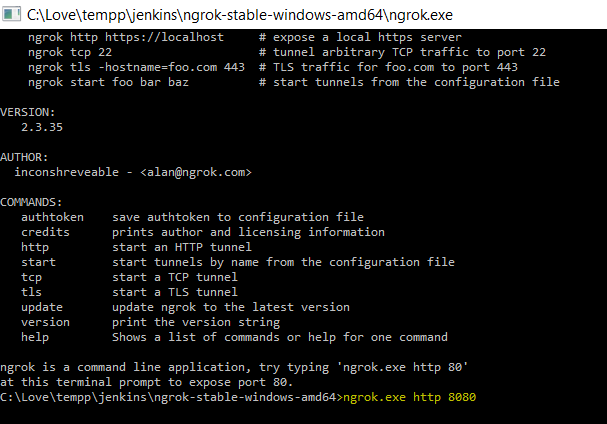 C:\Love\tempp\jenkins\ngrok-stable-windows-amd64\ngrok.exe
    ngrok http https://localhost     # expose a local https server
    ngrok tcp 22                     # tunnel arbitrary TCP traffic to port 22
    ngrok tls -hostname=foo.com 443  # TLS traffic for foo.com to port 443
    ngrok start foo bar baz          # start tunnels from the configuration file

VERSION:
   2.3.35

AUTHOR:
  inconshreveable - <alan@ngrok.com>

COMMANDS:
   authtoken    save authtoken to configuration file
   credits      prints author and licensing information
   http         start an HTTP tunnel
   start        start tunnels by name from the configuration file
   tcp          start a TCP tunnel
   tls          start a TLS tunnel
   update       update ngrok to the latest version
   version      print the version string
   help         Shows a list of commands or help for one command

ngrok is a command line application, try typing 'ngrok.exe http 80'
at this terminal prompt to expose port 80.
C:\Love\tempp\jenkins\ngrok-stable-windows-amd64>ngrok.exe http 8080